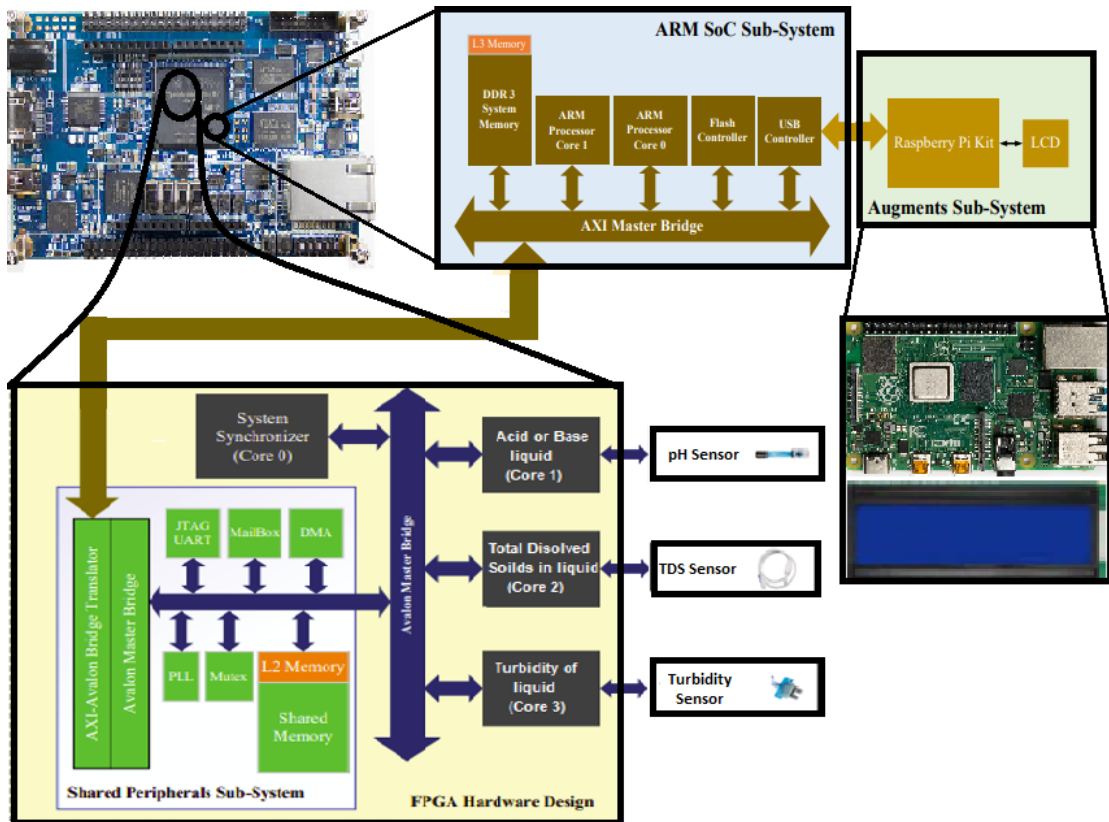 ARM SoC Sub-System
L3 Memory
DDR 3
System
Memory
ARM
Processor
Core 1
ARM
Processor
Core 0
Flash
Controller
USB
Controller
AXI Master Bridge
Raspberry Pi Kit
LCD
Augments Sub-System
System
Synchronizer
(Core 0)
Acid or Base
liquid
(Core 1)
pH Sensor
JTAG
UART
MailBox
DMA
Total Disolved
Soilds in liquid
(Core 2)
TDS Sensor
AXI-Avalon Bridge Translator
Avalon Master Bridge
Avalon Master Bridge
PLL
Mutex
L2 Memory
Shared
Memory
Turbidity of
liquid
(Core 3)
Turbidity
Sensor
Shared Peripherals Sub-System
FPGA Hardware Design